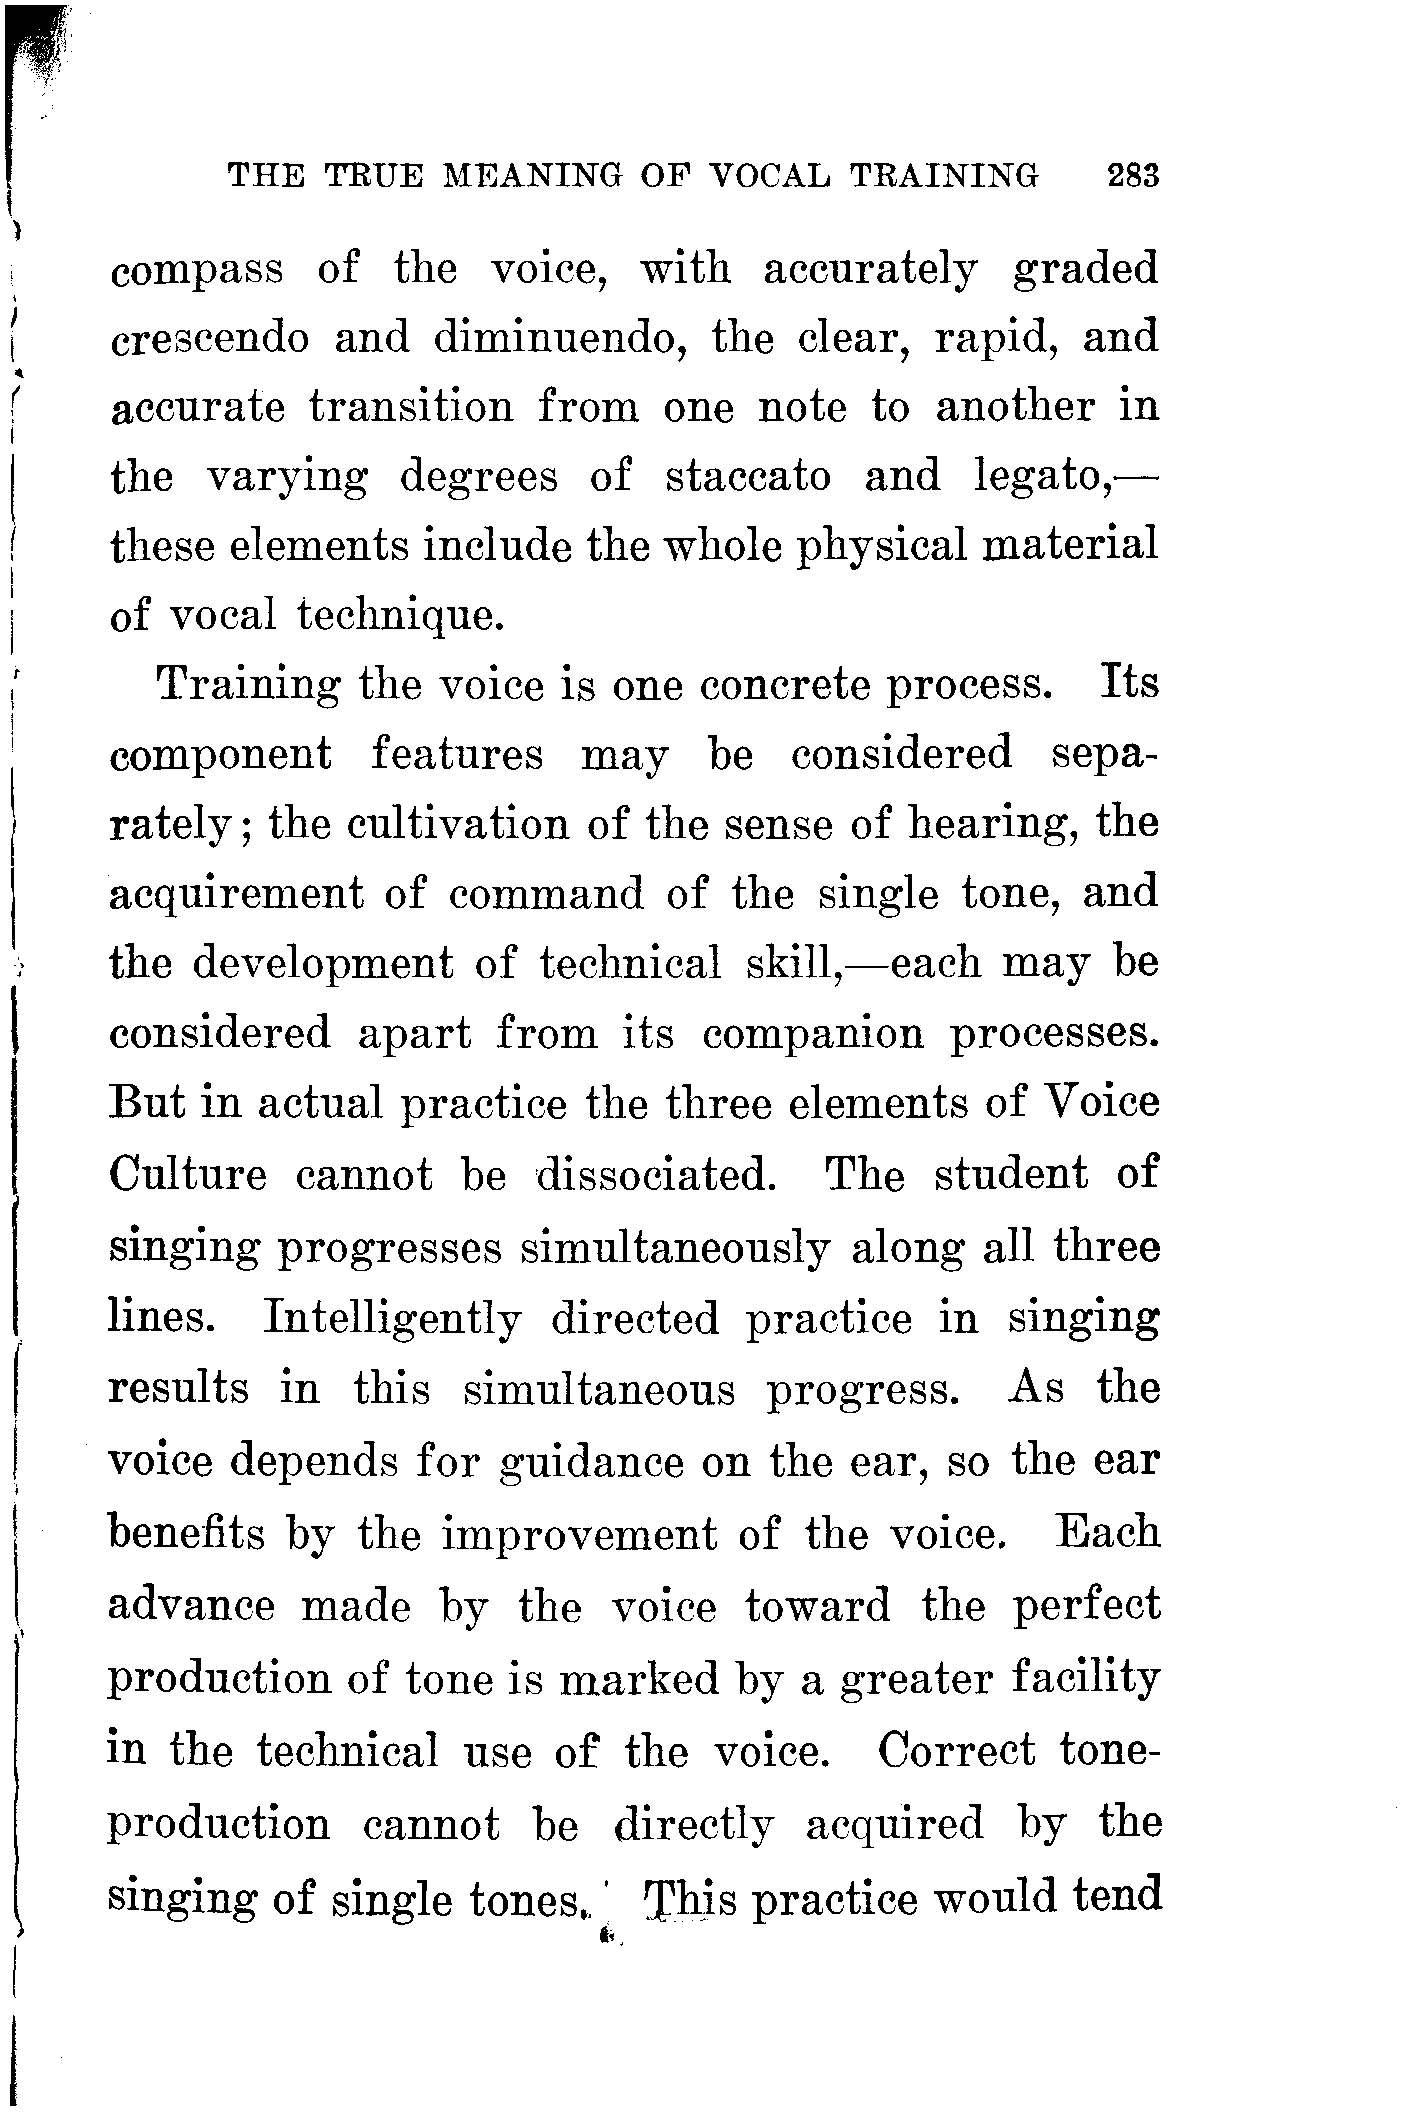 THE TRUE MEANING OF VOCAL TRAINING 283
compass of the voice, with accurately graded
crescendo and diminuendo, the clear, rapid, and
accurate transition from one note to another in
the varying degrees of staccato and legato,—
these elements include the whole physical material
of vocal technique.
Training the voice is one concrete process. Its
component features may be considered sepa-
rately; the cultivation of the sense of hearing, the
acquirement of command of the single tone, and
the development of technical skill,—each may be
considered apart from its companion processes.
But in actual practice the three elements of Voice
Culture cannot be dissociated. The student of
singing progresses simultaneously along all three
lines. Intelligently directed practice in singing
results in this simultaneous progress. As the
voice depends for guidance on the ear, so the ear
benefits by the improvement of the voice. Each
advance made by the voice toward the perfect
production of tone is marked by a greater facility
in the technical use of the voice. Correct tone-
production cannot be directly acquired by the
singing of single tones. This practice would tend